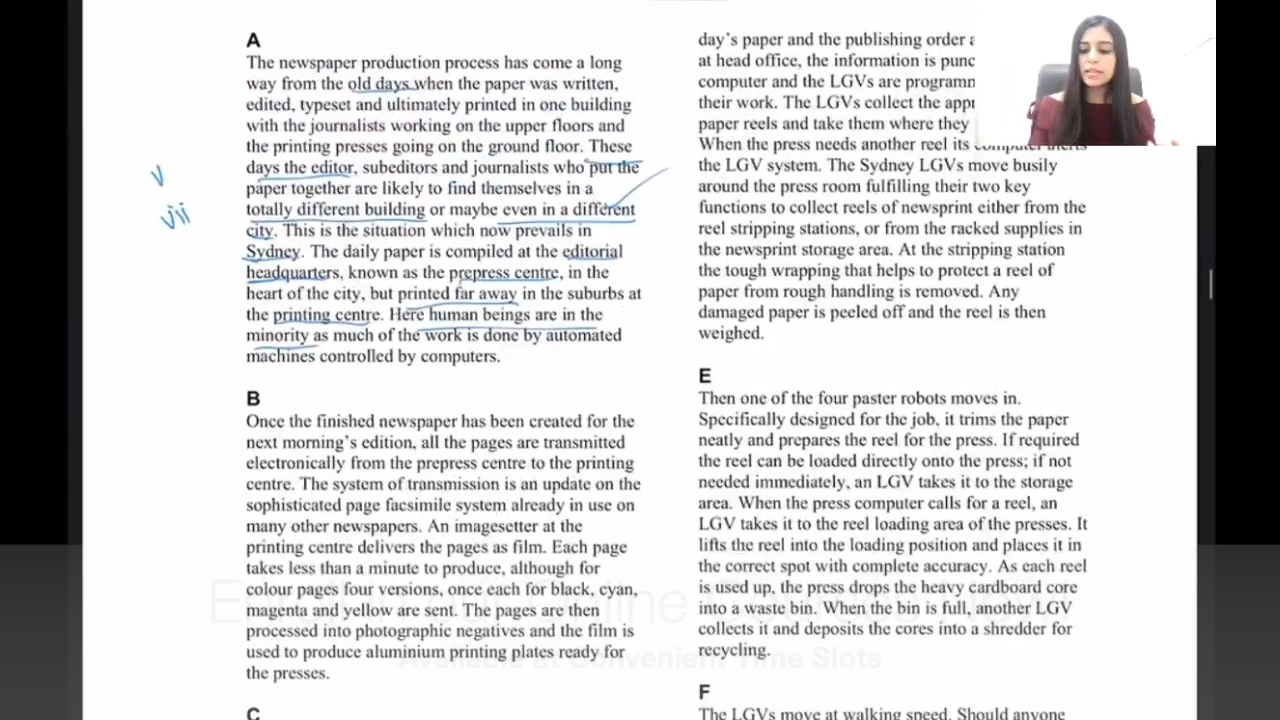 A
The newspaper production process has come a long
way from the old days when the paper was written,
edited, typeset and ultimately printed in one building
with the journalists working on the upper floors and
the printing presses going on the ground floor. These
days the editor, subeditors and journalists who put the
paper together are likely to find themselves in a
totally different building or maybe even in a different
city. This is the situation which now prevails in
Sydney. The daily paper is compiled at the editorial
headquarters, known as the prepress centre, in the
heart of the city, but printed far away in the suburbs at
the printing centre. Here human beings are in the
minority as much of the work is done by automated
machines controlled by computers.
V
vii
B
Once the finished newspaper has been created for the
next morning's edition, all the pages are transmitted
electronically from the prepress centre to the printing
centre. The system of transmission is an update on the
sophisticated page facsimile system already in use on
many other newspapers. An imagesetter at the
printing centre delivers the pages as film. Each page
takes less than a minute to produce, although for
colour pages four versions, once each for black, cyan,
magenta and yellow are sent. The pages are then
processed into photographic negatives and the film is
used to produce aluminium printing plates ready for
the presses.
C
day's paper and the publishing order
at head office, the information is
computer and the LGVs are
their work. The LGVs collect the
paper reels and take them where they
When the press needs another reel its computer alerts
the LGV system. The Sydney LGVs move busily
around the press room fulfilling their two key
functions to collect reels of newsprint either from the
reel stripping stations, or from the racked supplies in
the newsprint storage area. At the stripping station
the tough wrapping that helps to protect a reel of
paper from rough handling is removed. Any
damaged paper is peeled off and the reel is then
weighed.
E
Then one of the four paster robots moves in.
Specifically designed for the job, it trims the paper
neatly and prepares the reel for the press. If required
the reel can be loaded directly onto the press; if not
needed immediately, an LGV takes it to the storage
area. When the press computer calls for a reel, an
LGV takes it to the reel loading area of the presses. It
lifts the reel into the loading position and places it in
the correct spot with complete accuracy. As each reel
is used up, the press drops the heavy cardboard core
into a waste bin. When the bin is full, another LGV
collects it and deposits the cores into a shredder for
recycling.
F
The LGVs move at walking speed. Should anyone
Enroll in our Online Courses Now!
Available at Convenient Time Slots